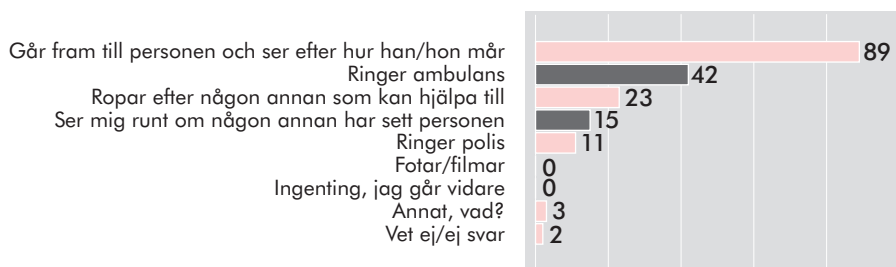 Går fram till personen och ser efter hur han/hon mår 89
Ringer ambulans 42
Ropar efter någon annan som kan hjälpa till 23
Ser mig runt om någon annan har sett personen 15
Ringer polis 11
Fotar/filmar 0
Ingenting, jag går vidare 0
Annat, vad? 3
Vet ej/ej svar 2